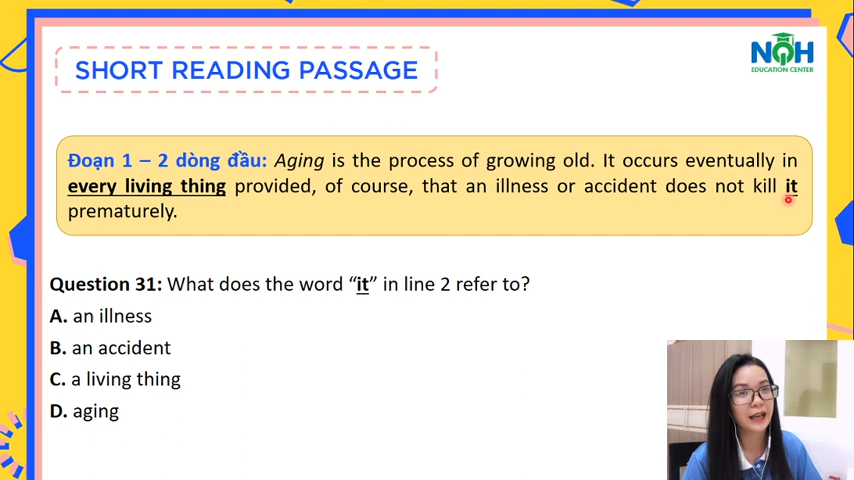 SHORT READING PASSAGE
NQH
EDUCATION CENTER
Đoạn 1 – 2 dòng đầu: Aging is the process of growing old. It occurs eventually in
every living thing provided, of course, that an illness or accident does not kill it
prematurely.
Question 31: What does the word “it” in line 2 refer to?
A. an illness
B. an accident
C. a living thing
D. aging